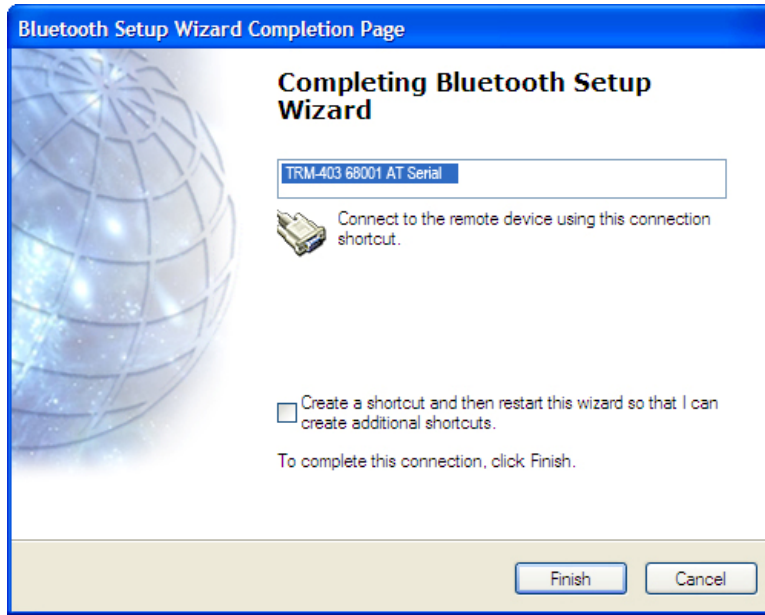 Bluetooth Setup Wizard Completion Page
Completing Bluetooth Setup
Wizard
TRM-403 68001 AT Serial
Connect to the remote device using this connection
shortcut.
Create a shortcut and then restart this wizard so that I can
create additional shortcuts.
To complete this connection, click Finish.
Finish
Cancel